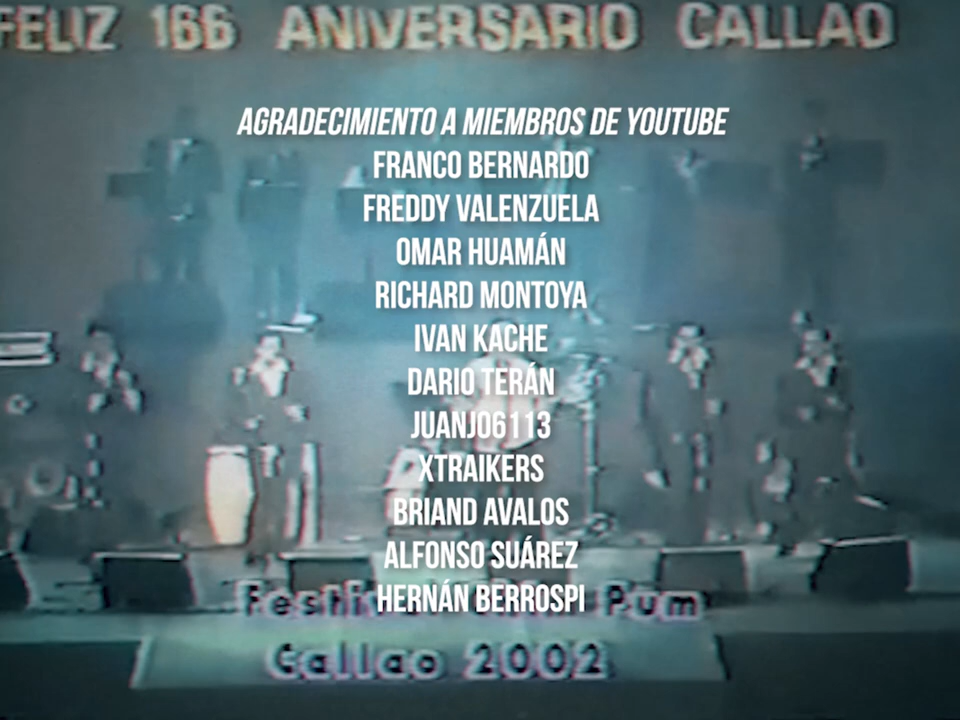 FELIZ 166 ANIVERSARIO CALLAO
AGRADECIMIENTO A MIEMBROS DE YOUTUBE
FRANCO BERNARDO
FREDDY VALENZUELA
OMAR HUAMÁN
RICHARD MONTOYA
IVAN KACHE
DARIO TERÁN
JUANJO6113
XTRAIKERS
BRIAND AVALOS
ALFONSO SUÁREZ
HERNÁN BERROSPI
Pum
Callao 2002